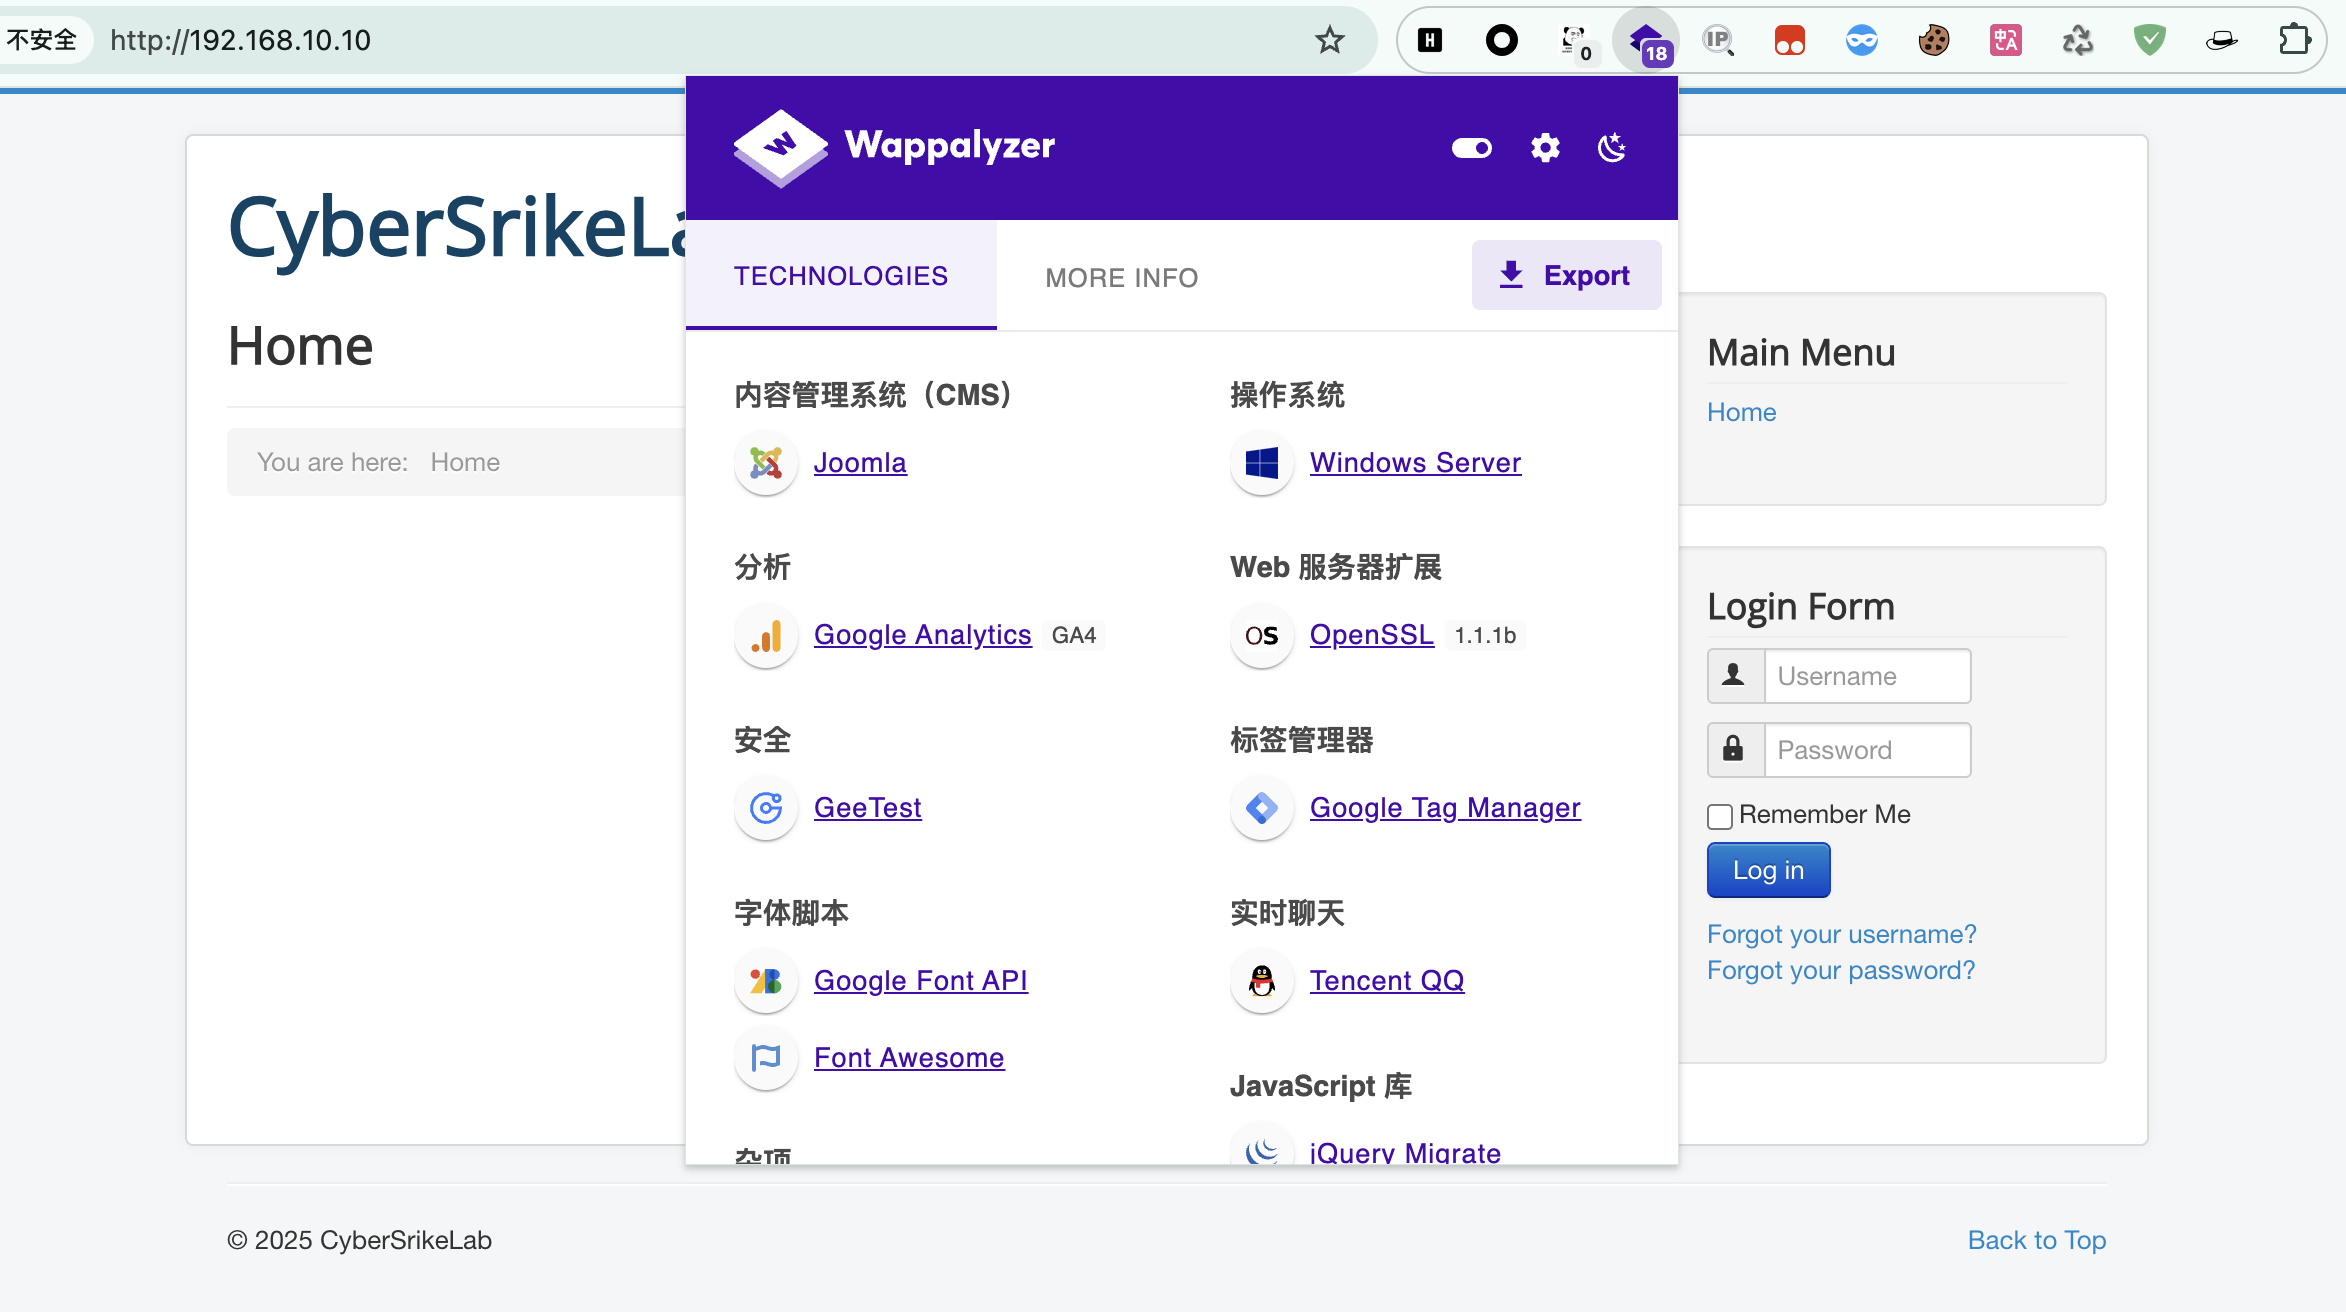 不安全 http://192.168.10.10
0
18
Wappalyzer
CyberSrikeLa
TECHNOLOGIES
MORE INFO
Export
Home
You are here: Home
内容管理系统（CMS）
Joomla
操作系统
Windows Server
分析
Google Analytics GA4
Web 服务器扩展
OpenSSL 1.1.1b
安全
GeeTest
标签管理器
Google Tag Manager
字体脚本
Google Font API
Font Awesome
实时聊天
Tencent QQ
JavaScript 库
jQuery Migrate
杂项
Main Menu
Home
Login Form
Username
Password
Remember Me
Log in
Forgot your username?
Forgot your password?
© 2025 CyberSrikeLab
Back to Top